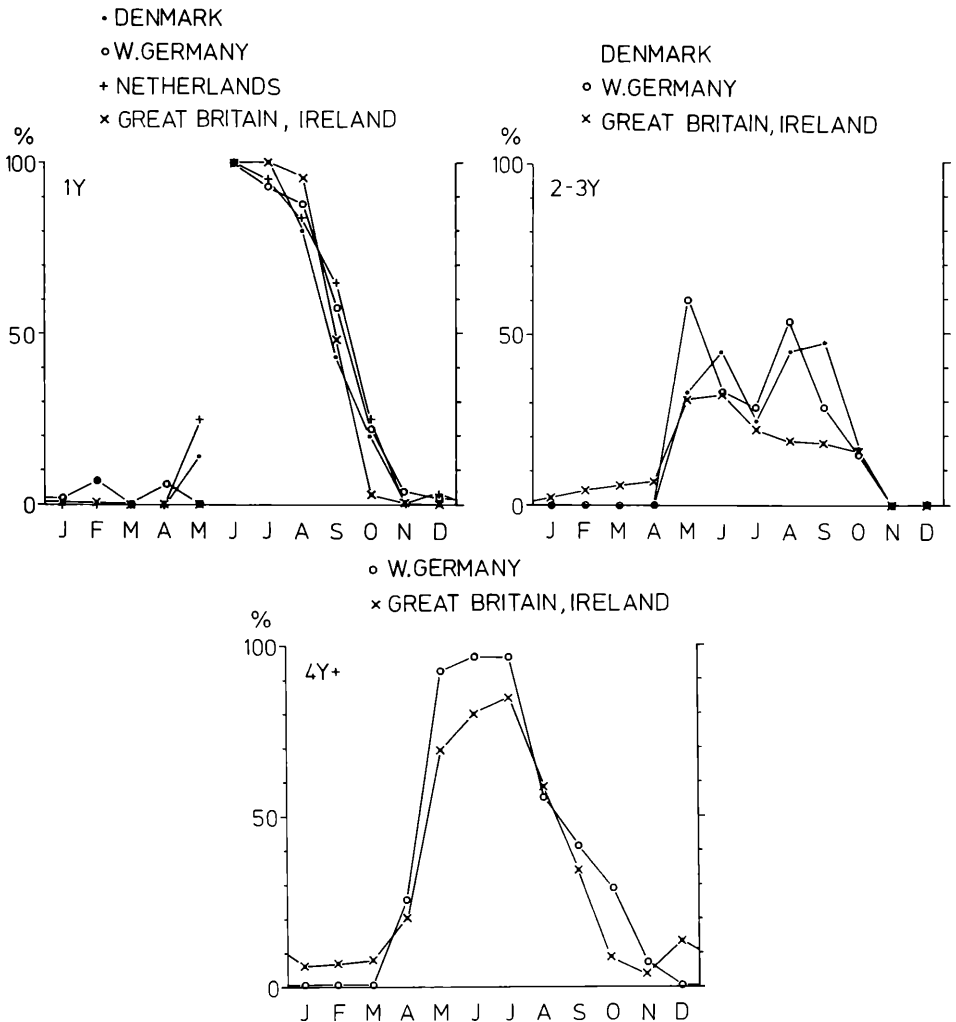 • DENMARK
o W.GERMANY
+ NETHERLANDS
× GREAT BRITAIN, IRELAND
%
100
1Y
50
0
J F M A M J J A S O N D
DENMARK
o W.GERMANY
× GREAT BRITAIN, IRELAND
%
100
2-3Y
50
0
J F M A M J J A S O N D
o W.GERMANY
× GREAT BRITAIN, IRELAND
%
100
4Y+
50
0
J F M A M J J A S O N D